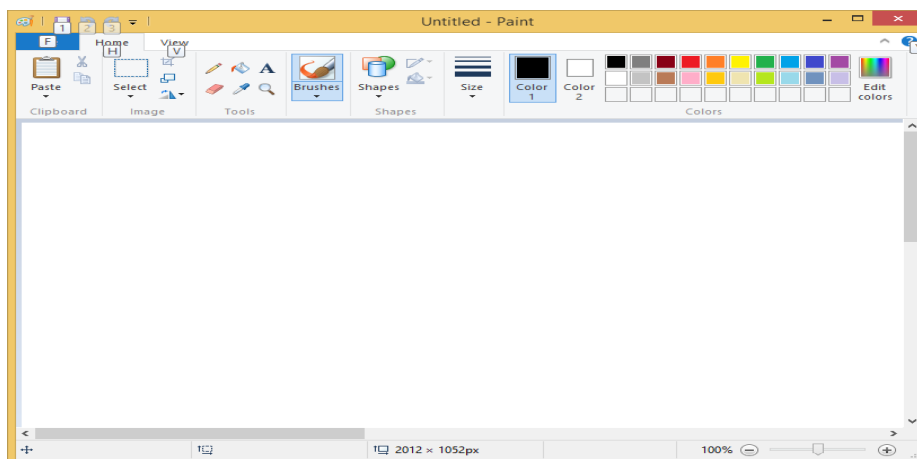 Untitled - Paint
1 2 3
F Home View
H V
Paste Select Brushes Shapes Size Color 1 Color 2 Edit colors
Clipboard Image Tools Shapes Colors
2012 × 1052px 100%